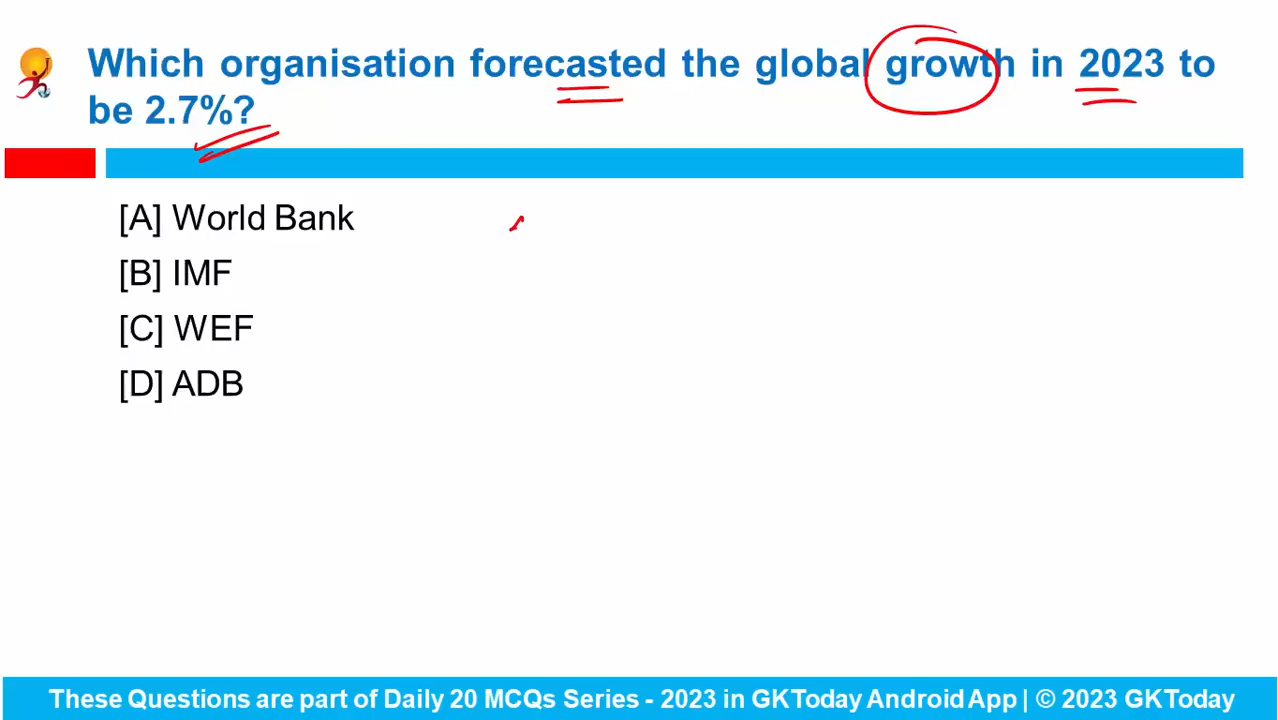 Which organisation forecasted the global growth in 2023 to
be 2.7%?
[A] World Bank
[B] IMF
[C] WEF
[D] ADB
These Questions are part of Daily 20 MCQs Series - 2023 in GKToday Android App | © 2023 GKToday